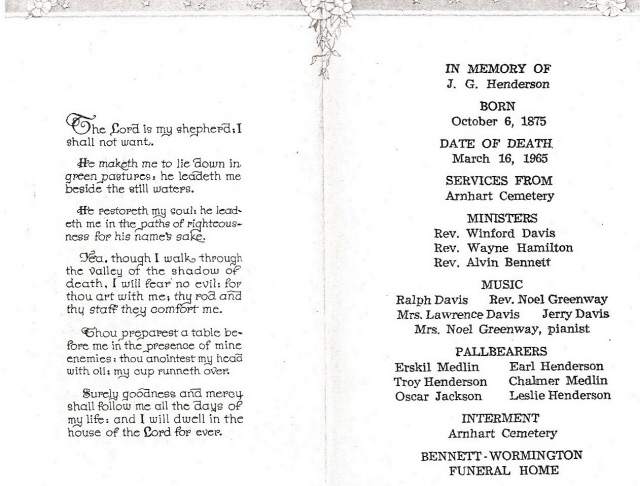 The Lord is my shepherd; I
shall not want.
He maketh me to lie down in
green pastures: he leadeth me
beside the still waters.
He restoreth my soul: he lead-
eth me in the paths of righteous-
ness for his name's sake.
Yea, though I walk through
the valley of the shadow of
death, I will fear no evil: for
thou art with me; thy rod and
thy staff they comfort me.
Thou preparest a table be-
fore me in the presence of mine
enemies: thou anointest my head
with oil; my cup runneth over.
Surely goodness and mercy
shall follow me all the days of
my life: and I will dwell in the
house of the Lord for ever.
IN MEMORY OF
J. G. Henderson
BORN
October 6, 1875
DATE OF DEATH
March 16, 1965
SERVICES FROM
Arnhart Cemetery
MINISTERS
Rev. Winford Davis
Rev. Wayne Hamilton
Rev. Alvin Bennett
MUSIC
Ralph Davis Rev. Noel Greenway
Mrs. Lawrence Davis Jerry Davis
Mrs. Noel Greenway, pianist
PALLBEARERS
Erskil Medlin Earl Henderson
Troy Henderson Chalmer Medlin
Oscar Jackson Leslie Henderson
INTERMENT
Arnhart Cemetery
BENNETT-WORMINGTON
FUNERAL HOME